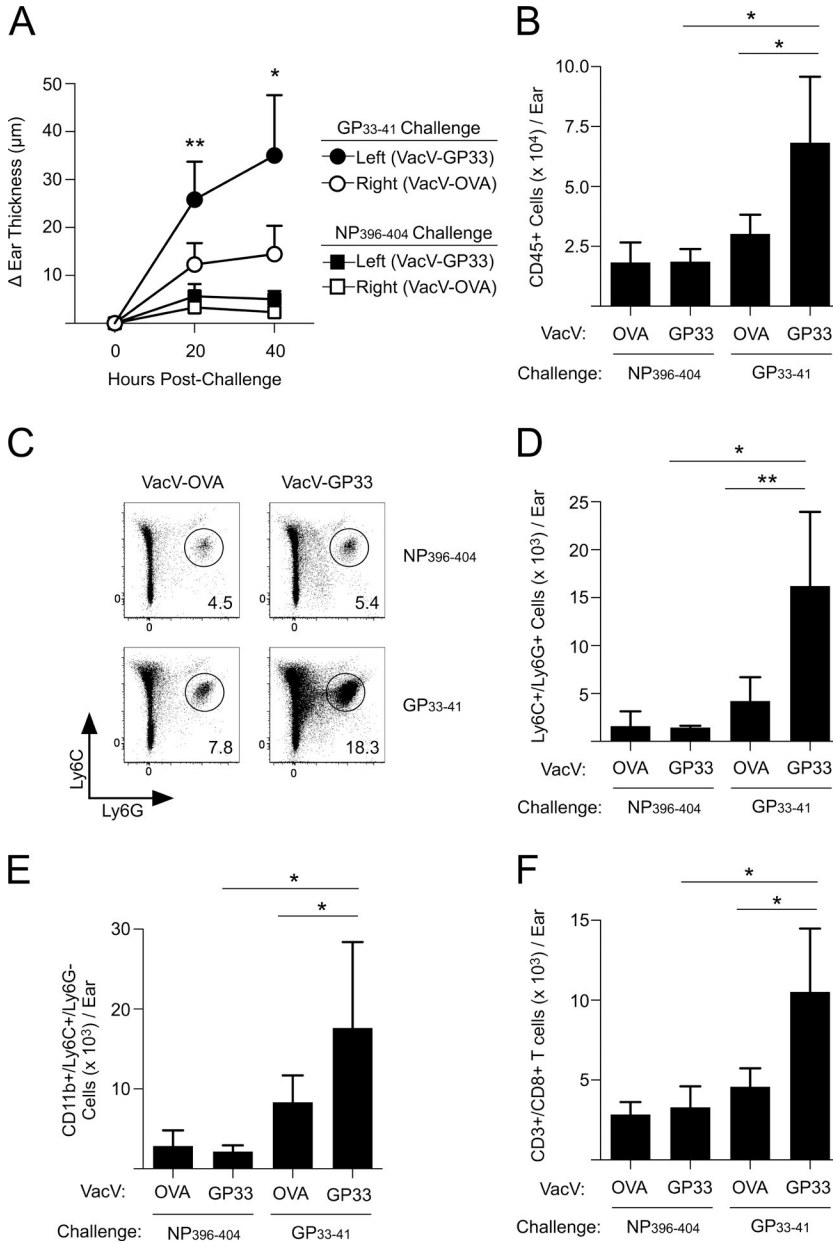 A
Δ Ear Thickness (µm)
50
40
30
20
10
0
20
40
Hours Post-Challenge
**
*
GP33-41 Challenge
Left (VacV-GP33)
Right (VacV-OVA)
NP396-404 Challenge
Left (VacV-GP33)
Right (VacV-OVA)
B
CD45+ Cells (x 10⁴) / Ear
10.0
7.5
5.0
2.5
*
*
VacV: OVA GP33 OVA GP33
Challenge: NP396-404 GP33-41
C
VacV-OVA VacV-GP33
0 4.5 0 5.4 NP396-404
0 0
0 7.8 0 18.3 GP33-41
0 0
Ly6C
Ly6G
D
Ly6C+/Ly6G+ Cells (x 10³) / Ear
25
20
15
10
5
*
**
VacV: OVA GP33 OVA GP33
Challenge: NP396-404 GP33-41
E
CD11b+/Ly6C+/Ly6G-
Cells (x 10³) / Ear
30
20
10
*
*
VacV: OVA GP33 OVA GP33
Challenge: NP396-404 GP33-41
F
CD3+/CD8+ T cells (x 10³) / Ear
15
10
5
*
*
VacV: OVA GP33 OVA GP33
Challenge: NP396-404 GP33-41